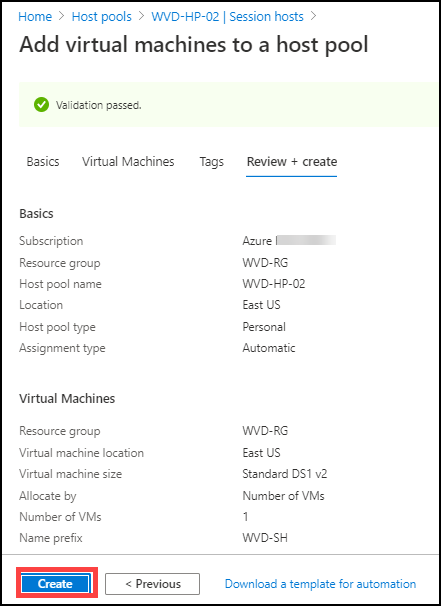 Home > Host pools > WVD-HP-02 | Session hosts >
Add virtual machines to a host pool
Validation passed.
Basics Virtual Machines Tags Review + create
Basics
Subscription Azure
Resource group WVD-RG
Host pool name WVD-HP-02
Location East US
Host pool type Personal
Assignment type Automatic
Virtual Machines
Resource group WVD-RG
Virtual machine location East US
Virtual machine size Standard DS1 v2
Allocate by Number of VMs
Number of VMs 1
Name prefix WVD-SH
Create < Previous Download a template for automation